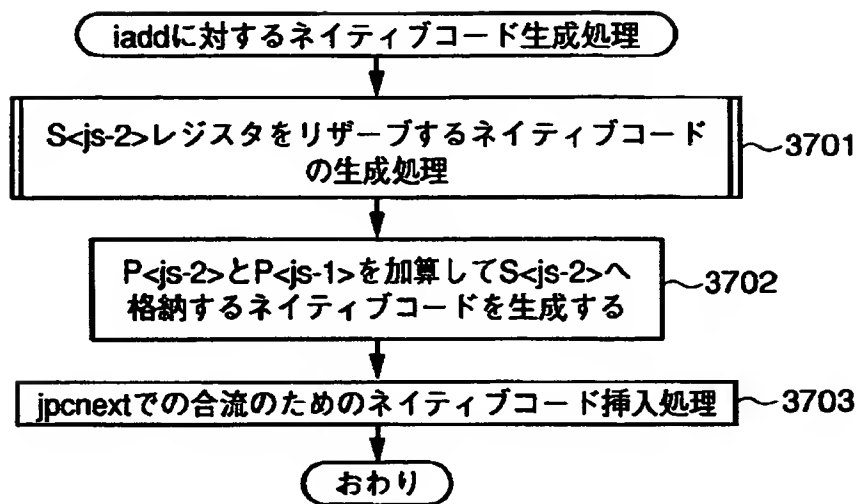 iaddに対するネイティブコード生成処理
S<js-2>レジスタをリザーブするネイティブコード
の生成処理
3701
P<js-2>とP<js-1>を加算してS<js-2>へ
格納するネイティブコードを生成する
3702
jpcnextでの合流のためのネイティブコード挿入処理
3703
おわり